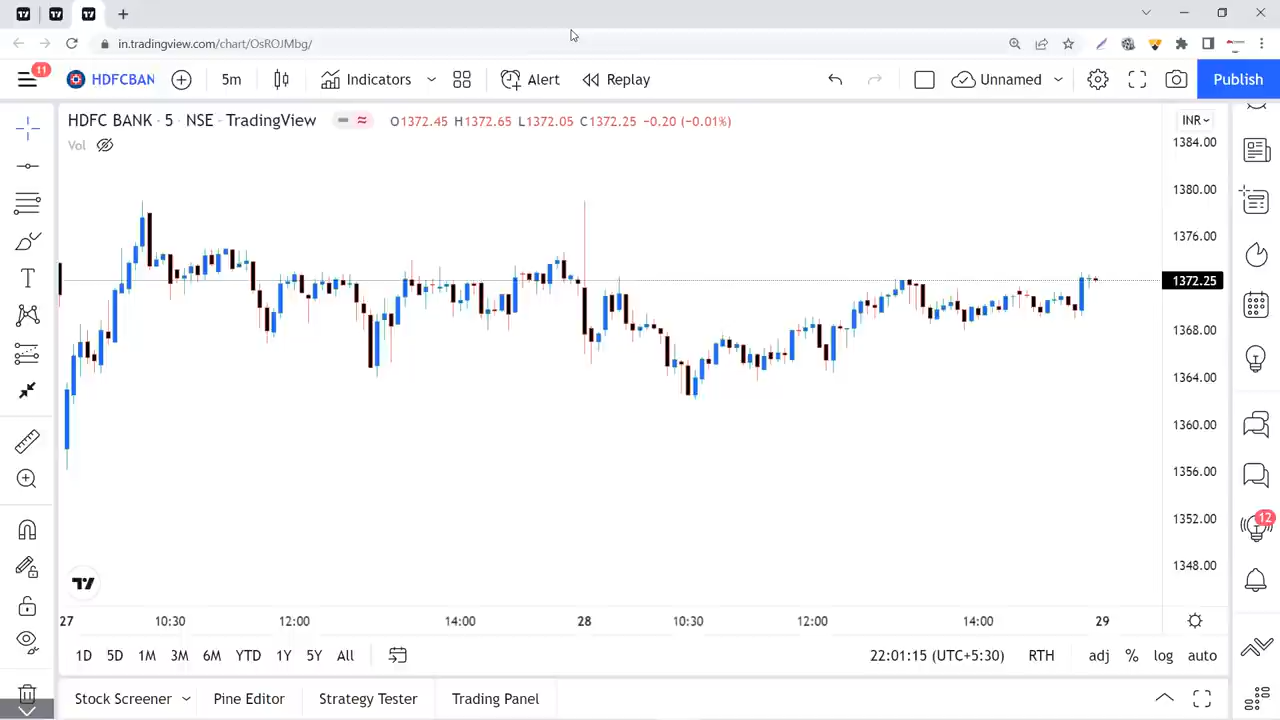 in.tradingview.com/chart/OsROJMbg/
11
HDFCBAN
5m
Indicators
Alert
Replay
Unnamed
Publish
HDFC BANK · 5 · NSE · TradingView
O1372.45 H1372.65 L1372.05 C1372.25 −0.20 (−0.01%)
INR
Vol
1384.00
1380.00
1376.00
1372.25
1368.00
1364.00
1360.00
1356.00
1352.00
1348.00
12
27 10:30 12:00 14:00 28 10:30 12:00 14:00 29
1D 5D 1M 3M 6M YTD 1Y 5Y All
22:01:15 (UTC+5:30) RTH adj % log auto
Stock Screener Pine Editor Strategy Tester Trading Panel